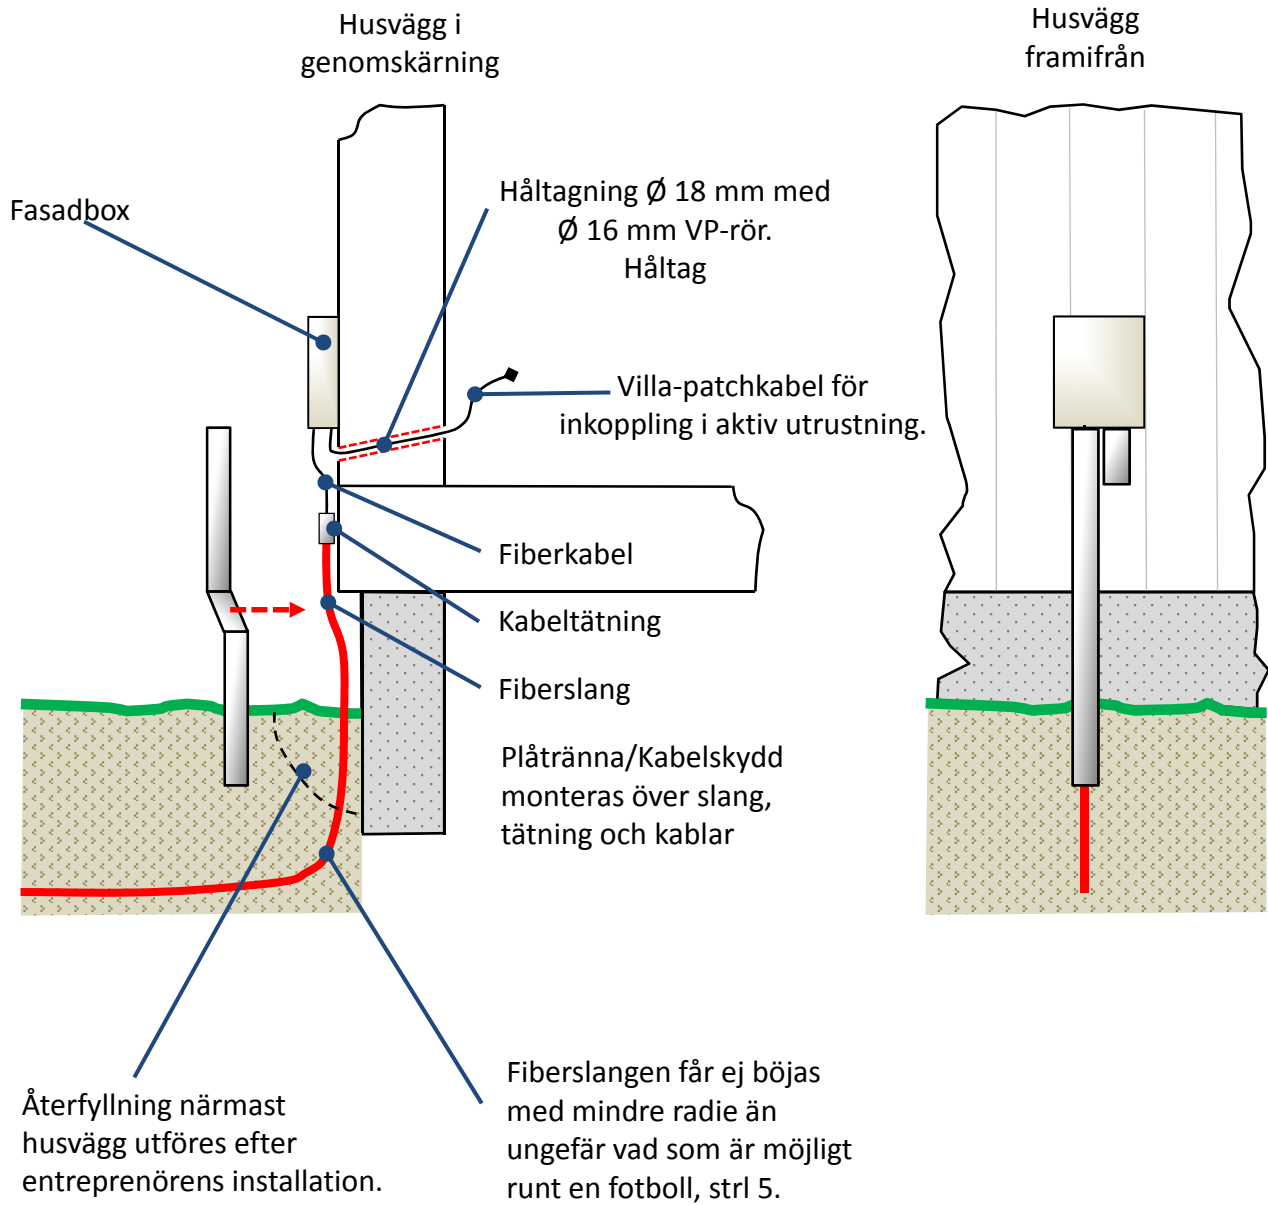 Husvägg i
genomskärning
Husvägg
framifrån
Fasadbox
Håltagning Ø 18 mm med
Ø 16 mm VP-rör.
Håltag
Villa-patchkabel för
inkoppling i aktiv utrustning.
Fiberkabel
Kabeltätning
Fiberslang
Plåtränna/Kabelskydd
monteras över slang,
tätning och kablar
Återfyllning närmast
husvägg utföres efter
entreprenörens installation.
Fiberslangen får ej böjas
med mindre radie än
ungefär vad som är möjligt
runt en fotboll, strl 5.